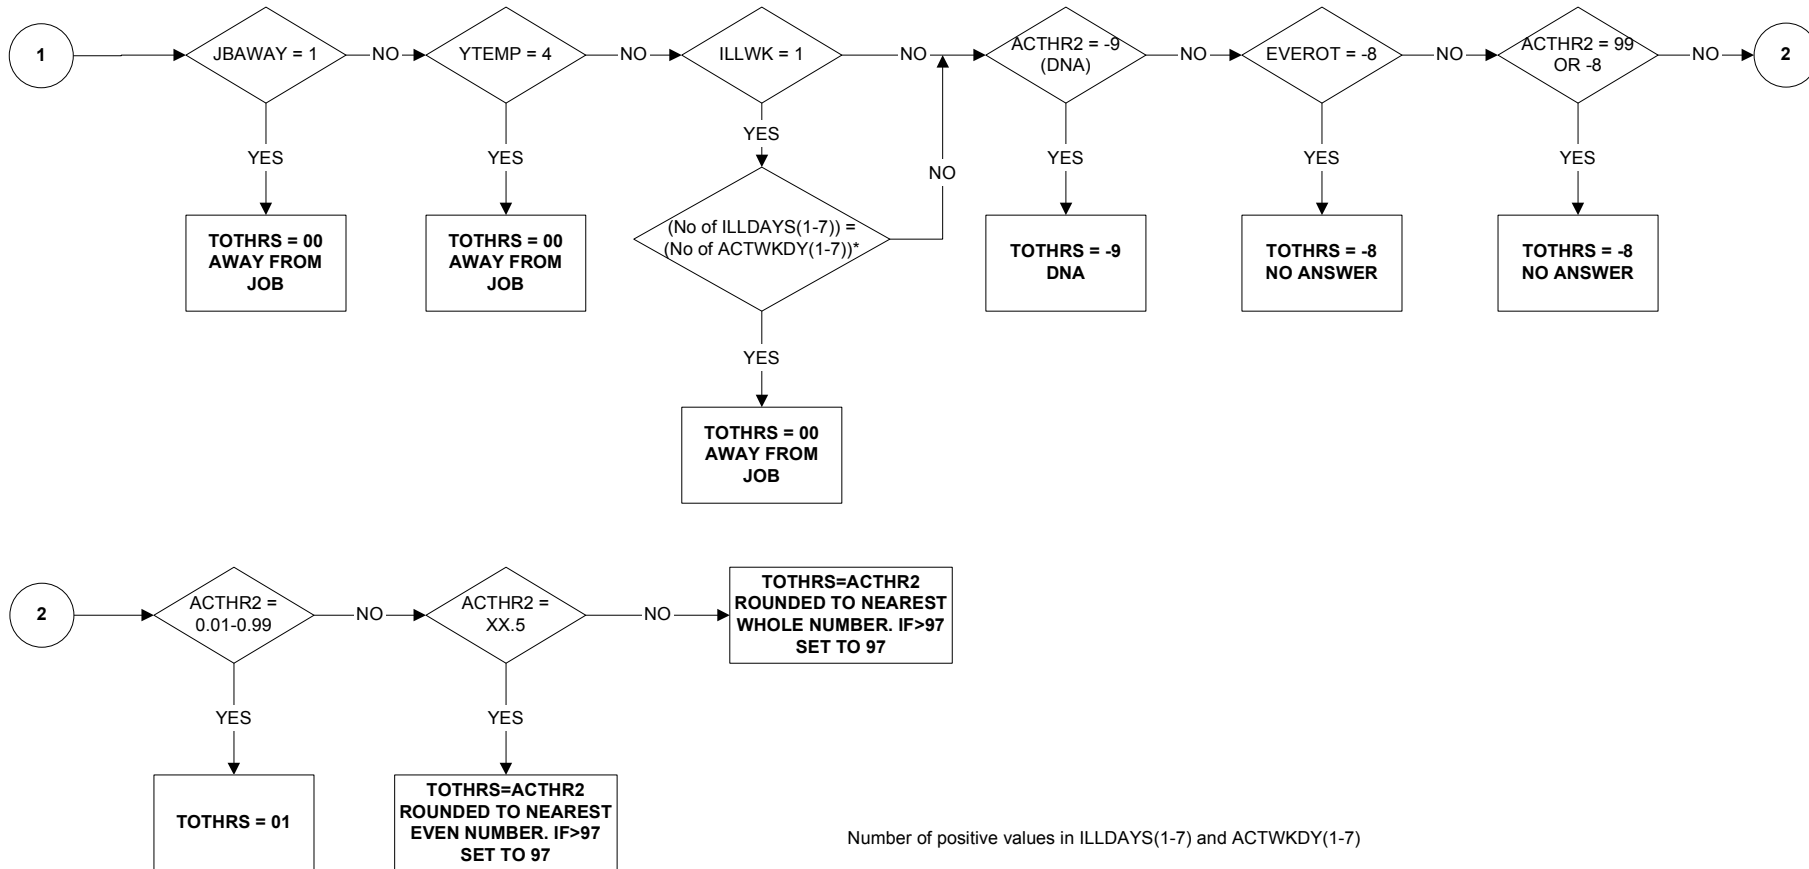 1
JBAWAY = 1
NO
YTEMP = 4
NO
ILLWK = 1
NO
ACTHR2 = -9
(DNA)
NO
EVEROT = -8
NO
ACTHR2 = 99
OR -8
NO
2
YES
YES
YES
NO
YES
YES
YES
TOTHRS = 00
AWAY FROM
JOB
TOTHRS = 00
AWAY FROM
JOB
(No of ILLDAYS(1-7)) =
(No of ACTWKDY(1-7))*
TOTHRS = -9
DNA
TOTHRS = -8
NO ANSWER
TOTHRS = -8
NO ANSWER
YES
TOTHRS = 00
AWAY FROM
JOB
2
ACTHR2 =
0.01-0.99
NO
ACTHR2 =
XX.5
NO
TOTHRS=ACTHR2
ROUNDED TO NEAREST
WHOLE NUMBER. IF>97
SET TO 97
YES
YES
TOTHRS = 01
TOTHRS=ACTHR2
ROUNDED TO NEAREST
EVEN NUMBER. IF>97
SET TO 97
Number of positive values in ILLDAYS(1-7) and ACTWKDY(1-7)